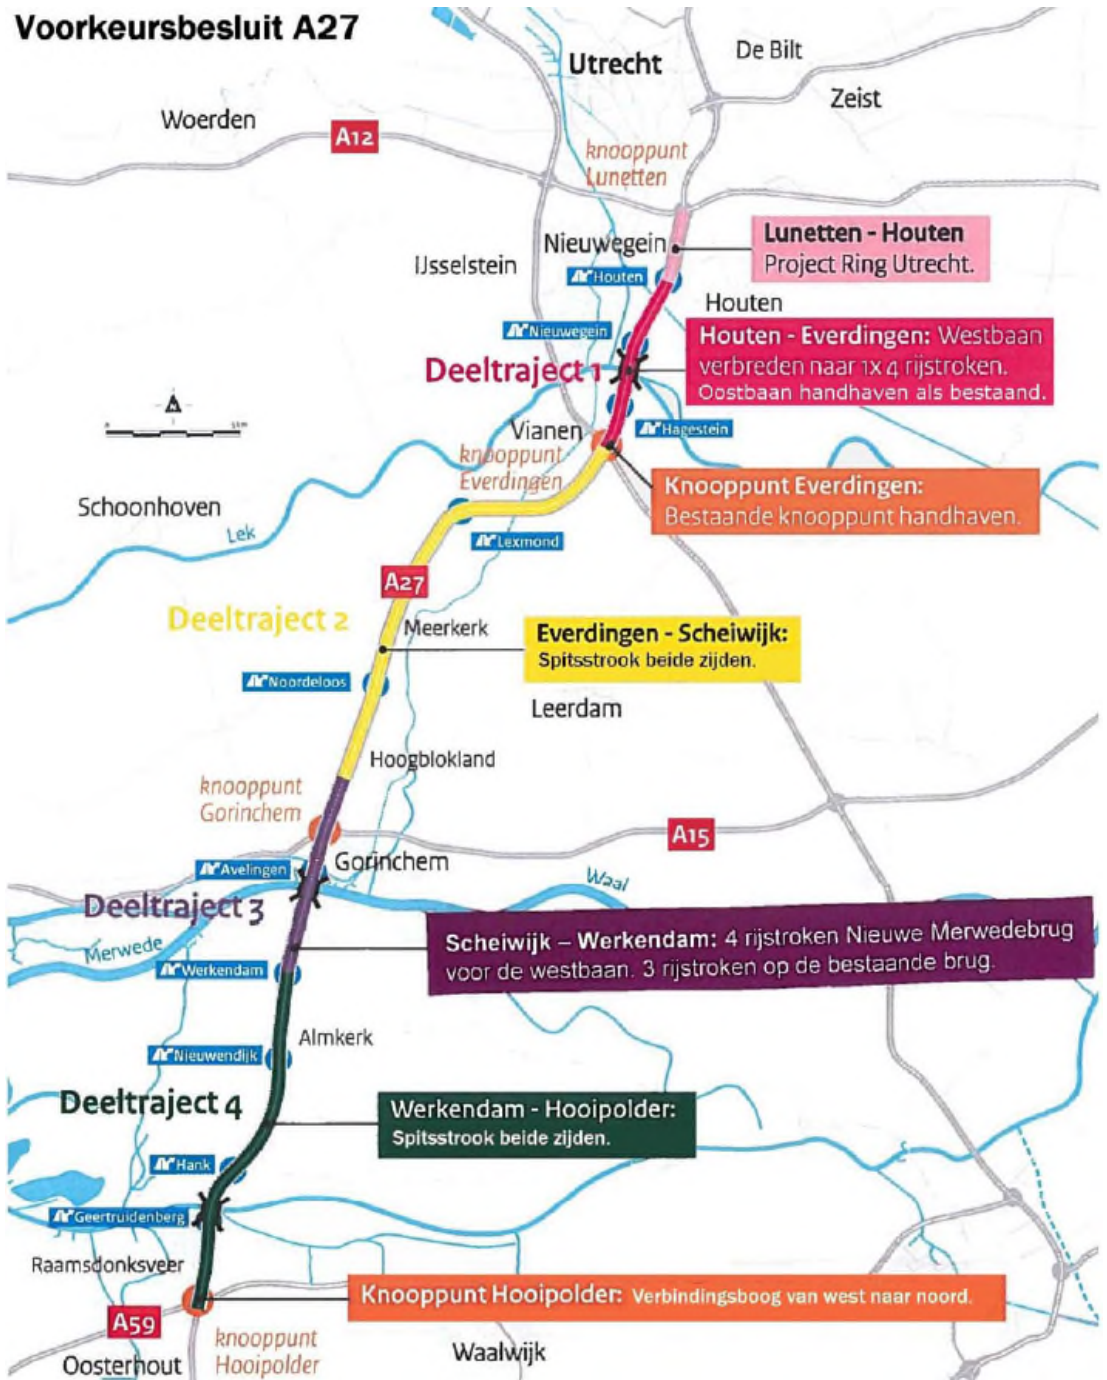 Voorkeursbesluit A27
De Bilt
Utrecht
Zeist
Woerden
A12
knooppunt
Lunetten
Lunetten - Houten
Project Ring Utrecht.
Nieuwegein
IJsselstein
Houten
Houten
Nieuwegein
Houten - Everdingen: Westbaan
verbreden naar 1x 4 rijstroken.
Oostbaan handhaven als bestaand.
Deeltraject 1
N
Vianen
Hagestein
knooppunt
Everdingen
Knooppunt Everdingen:
Bestaande knooppunt handhaven.
Schoonhoven
Lek
Lexmond
A27
Deeltraject 2
Meerkerk
Everdingen - Scheiwijk:
Spitsstrook beide zijden.
Noordeloos
Leerdam
Hoogblokland
knooppunt
Gorinchem
A15
Avelingen
Gorinchem
Waal
Deeltraject 3
Merwede
Scheiwijk – Werkendam: 4 rijstroken Nieuwe Merwedebrug
voor de westbaan. 3 rijstroken op de bestaande brug.
Werkendam
Almkerk
Nieuwendijk
Deeltraject 4
Werkendam - Hooipolder:
Spitsstrook beide zijden.
Hank
Geertruidenberg
Raamsdonksveer
Knooppunt Hooipolder: Verbindingsboog van west naar noord.
A59
knooppunt
Hooipolder
Oosterhout
Waalwijk